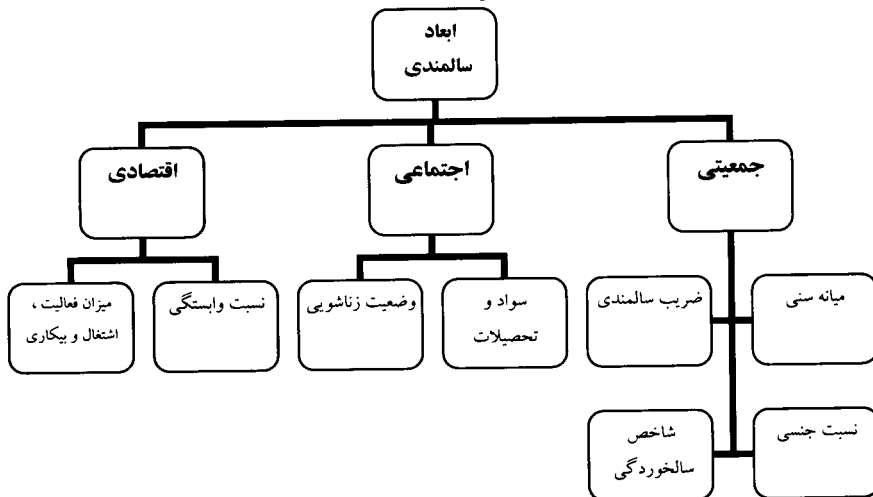 ابعاد
سالمندی
جمعیتی
اجتماعی
اقتصادی
میانه سنی
ضریب سالمندی
سواد و
تحصیلات
وضعیت زناشویی
نسبت وابستگی
میزان فعالیت ،
اشتغال و بیکاری
نسبت جنسی
شاخص
سالخوردگی